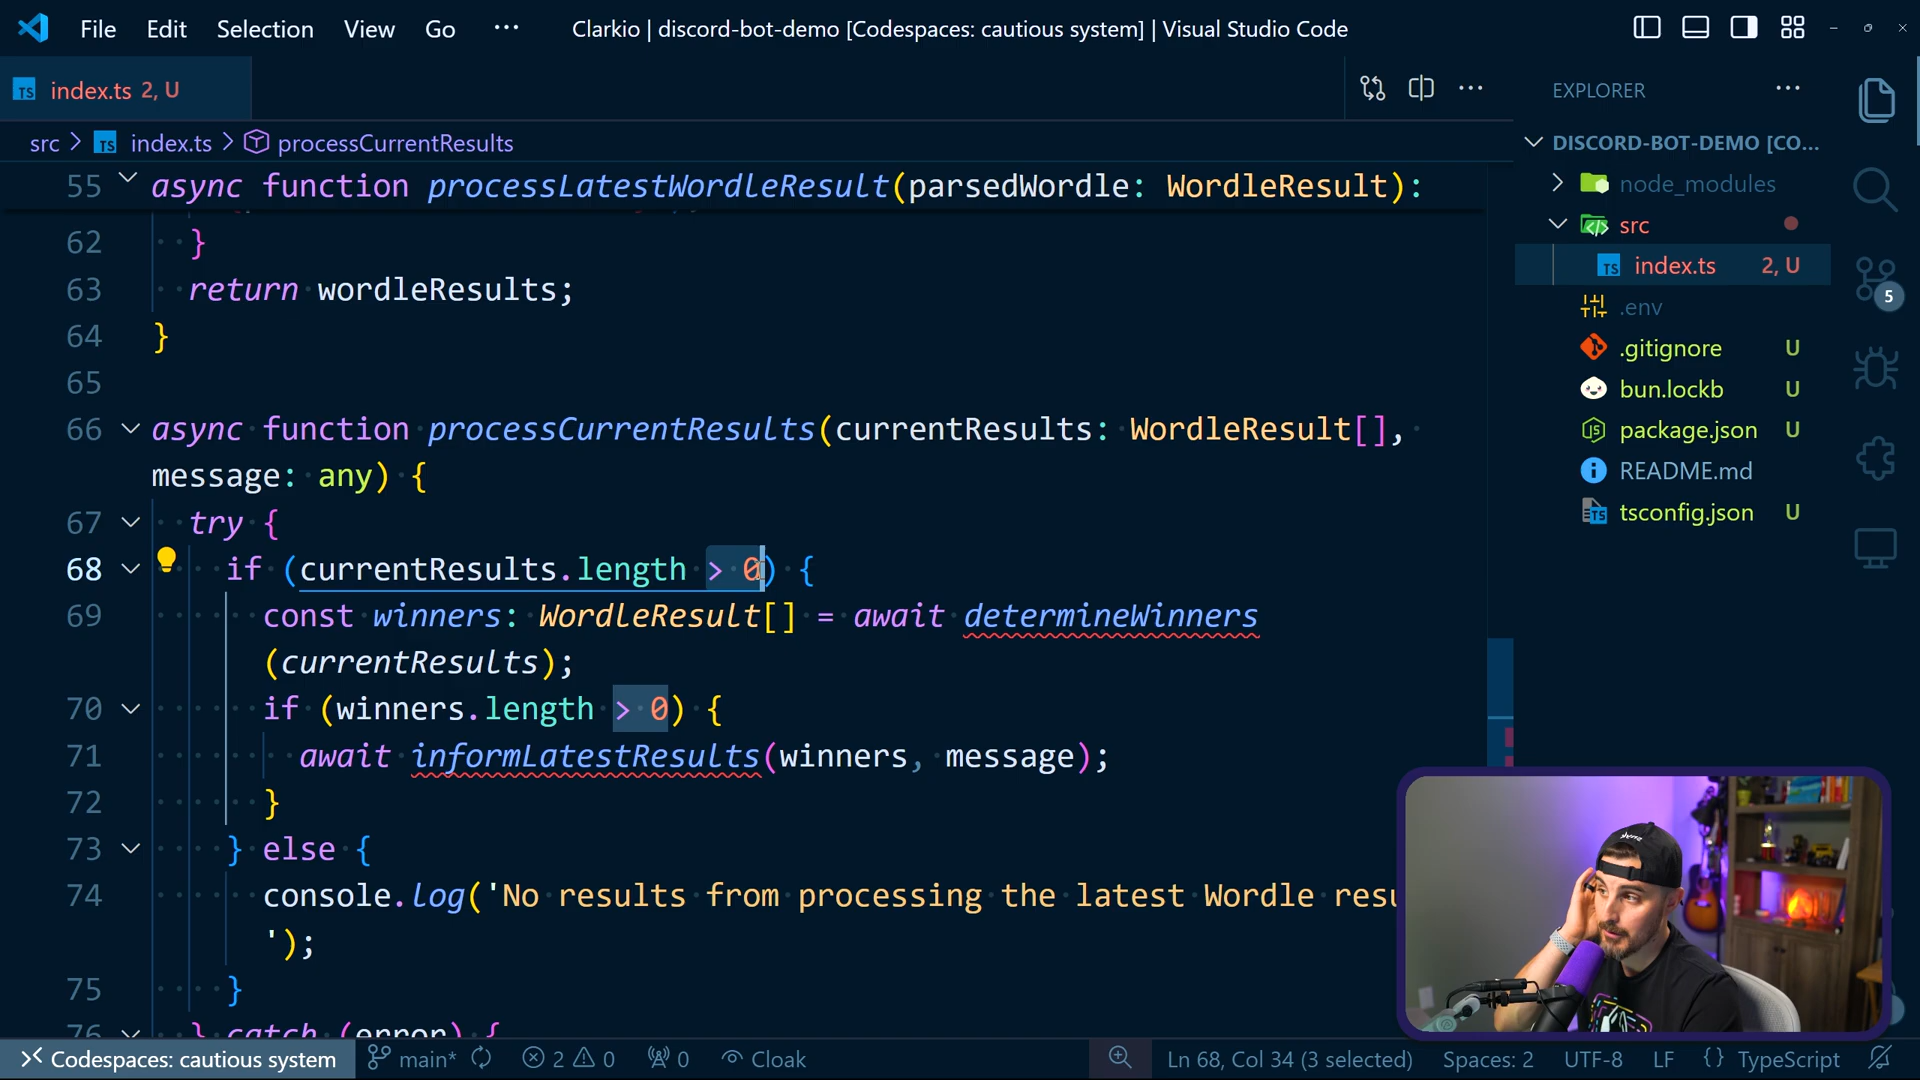 File Edit Selection View Go ··· Clarkio | discord-bot-demo [Codespaces: cautious system] | Visual Studio Code
index.ts 2, U
src > index.ts > processCurrentResults
55 async function processLatestWordleResult(parsedWordle: WordleResult):
62 }
63 return wordleResults;
64 }
65
66 async function processCurrentResults(currentResults: WordleResult[],
message: any) {
67 try {
68 if (currentResults.length > 0) {
69 const winners: WordleResult[] = await determineWinners
(currentResults);
70 if (winners.length > 0) {
71 await informLatestResults(winners, message);
72 }
73 } else {
74 console.log('No results from processing the latest Wordle resu
');
75 }
76 } catch (error) {
EXPLORER ···
DISCORD-BOT-DEMO [CO...
node_modules
src
index.ts 2, U
.env
.gitignore U
bun.lockb U
package.json U
README.md
tsconfig.json U
5
Codespaces: cautious system main* 2 0 0 Cloak Ln 68, Col 34 (3 selected) Spaces: 2 UTF-8 LF {} TypeScript